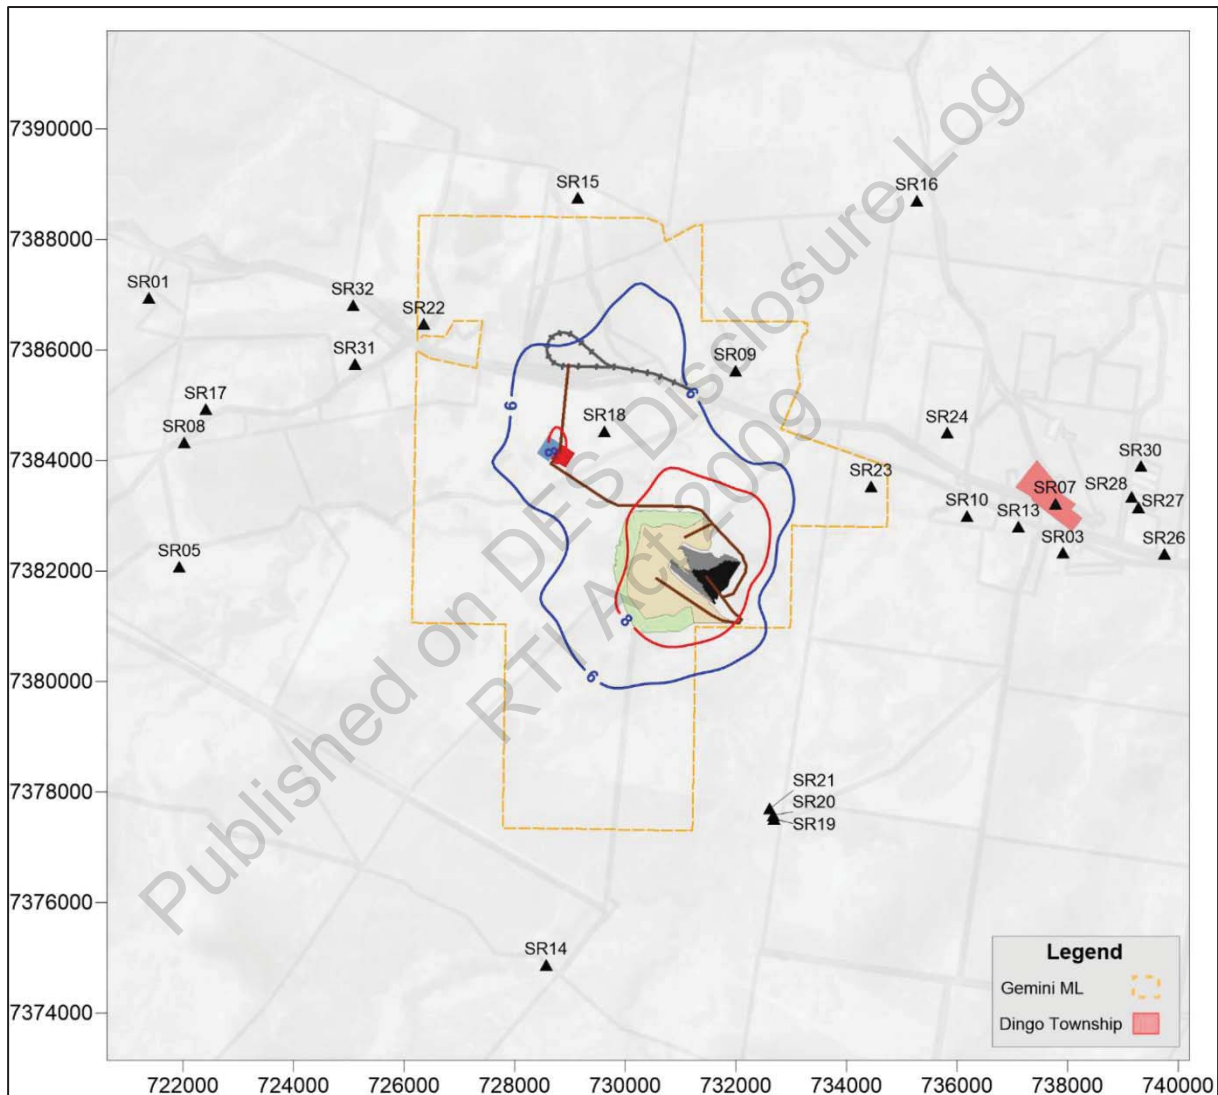 7390000
7388000
7386000
7384000
7382000
7380000
7378000
7376000
7374000
722000 724000 726000 728000 730000 732000 734000 736000 738000 740000
SR15
SR16
SR01
SR32
SR22
SR31
SR09
SR17
SR08
SR18
SR24
SR23
SR30
SR28
SR07
SR27
SR10
SR13
SR03
SR26
SR05
SR21
SR20
SR19
SR14
6
6
6
8
8
Published on DES Disclosure Log
RTI Act 2009
Legend
Gemini ML
Dingo Township